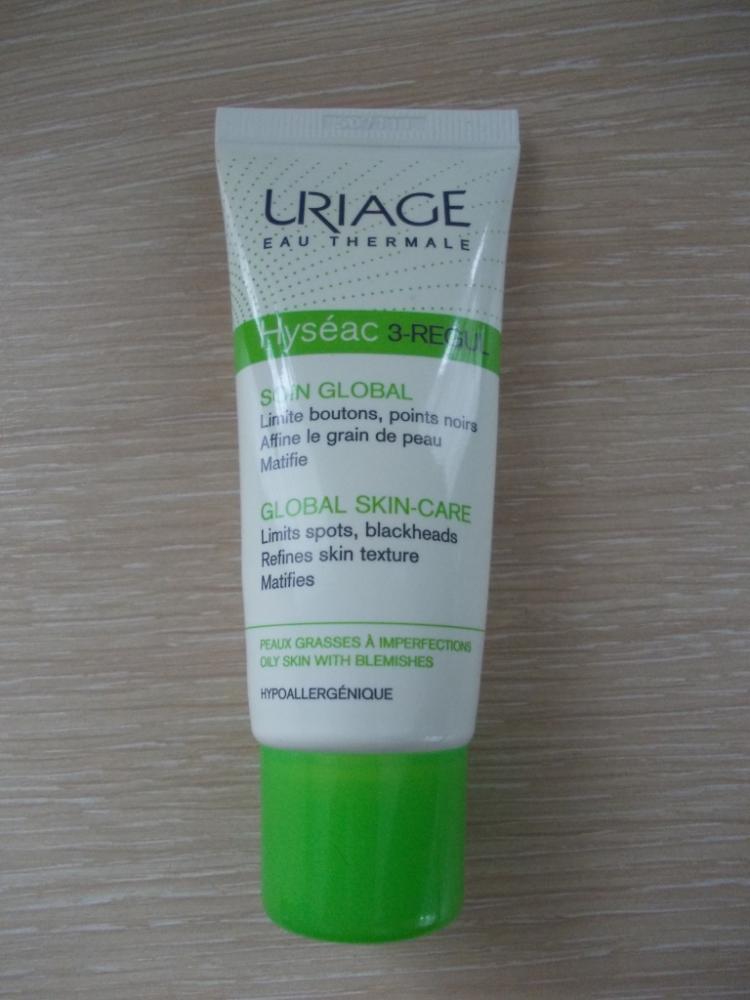 URIAGE
EAU THERMALE
Hyséac 3-REGUL
SOIN GLOBAL
Limite boutons, points noirs
Affine le grain de peau
Matifie
GLOBAL SKIN-CARE
Limits spots, blackheads
Refines skin texture
Matifies
PEAUX GRASSES À IMPERFECTIONS
OILY SKIN WITH BLEMISHES
HYPOALLERGÉNIQUE